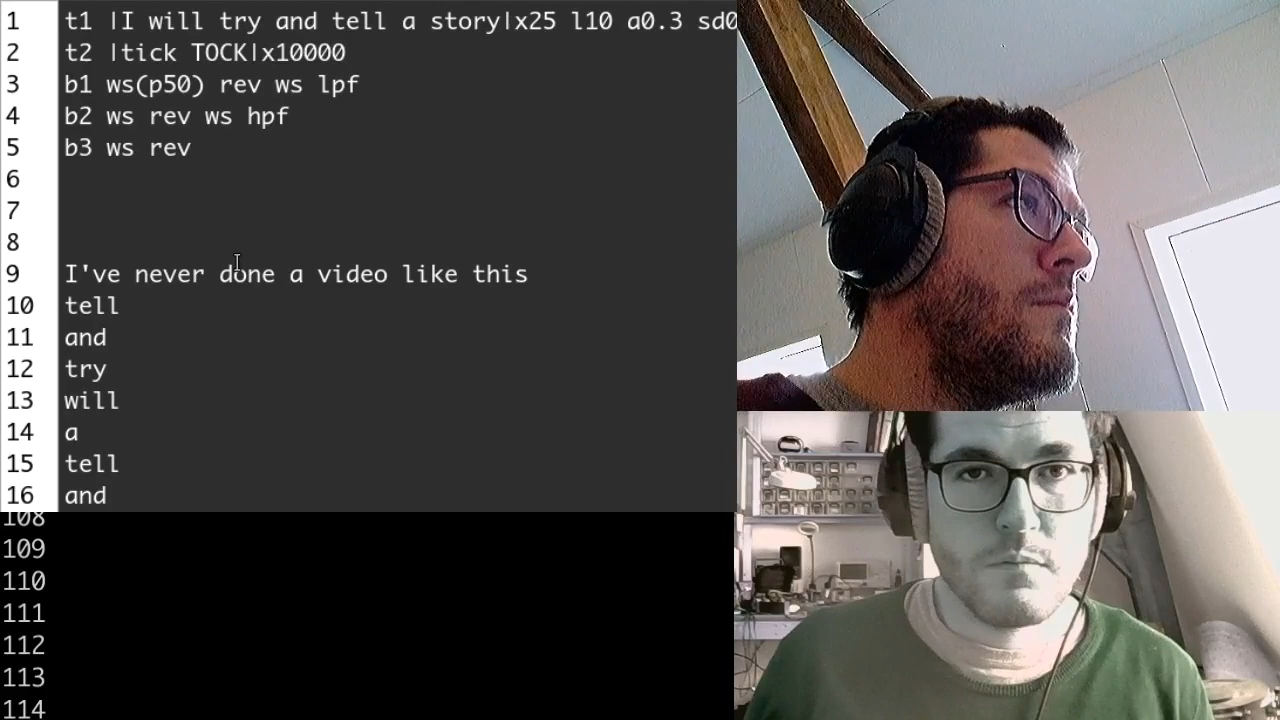 1 t1 |I will try and tell a story|x25 l10 a0.3 sd0
2 t2 |tick TOCK|x10000
3 b1 ws(p50) rev ws lpf
4 b2 ws rev ws hpf
5 b3 ws rev
6
7
8
9 I've never done a video like this
10 tell
11 and
12 try
13 will
14 a
15 tell
16 and
108
109
110
111
112
113
114